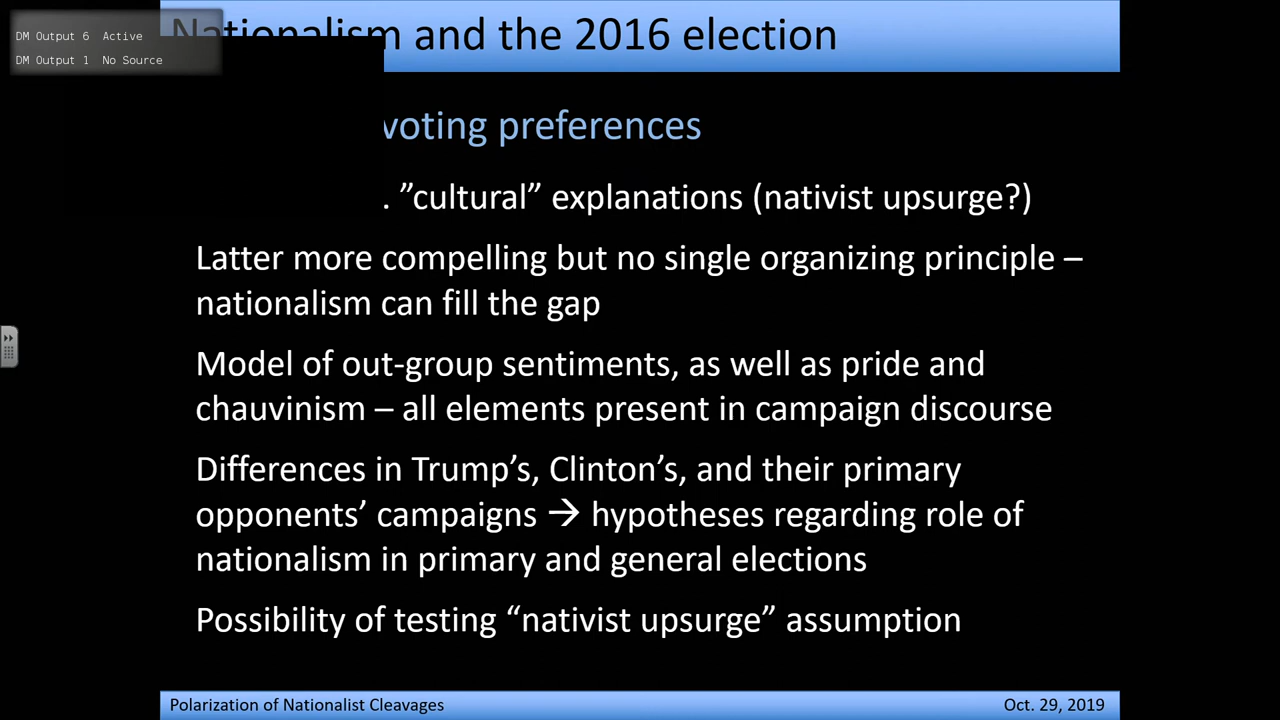 Nationalism and the 2016 election
DM Output 6 Active
DM Output 1 No Source
voting preferences
. ”cultural” explanations (nativist upsurge?)
Latter more compelling but no single organizing principle –
nationalism can fill the gap
Model of out-group sentiments, as well as pride and
chauvinism – all elements present in campaign discourse
Differences in Trump’s, Clinton’s, and their primary
opponents’ campaigns → hypotheses regarding role of
nationalism in primary and general elections
Possibility of testing “nativist upsurge” assumption
Polarization of Nationalist Cleavages
Oct. 29, 2019